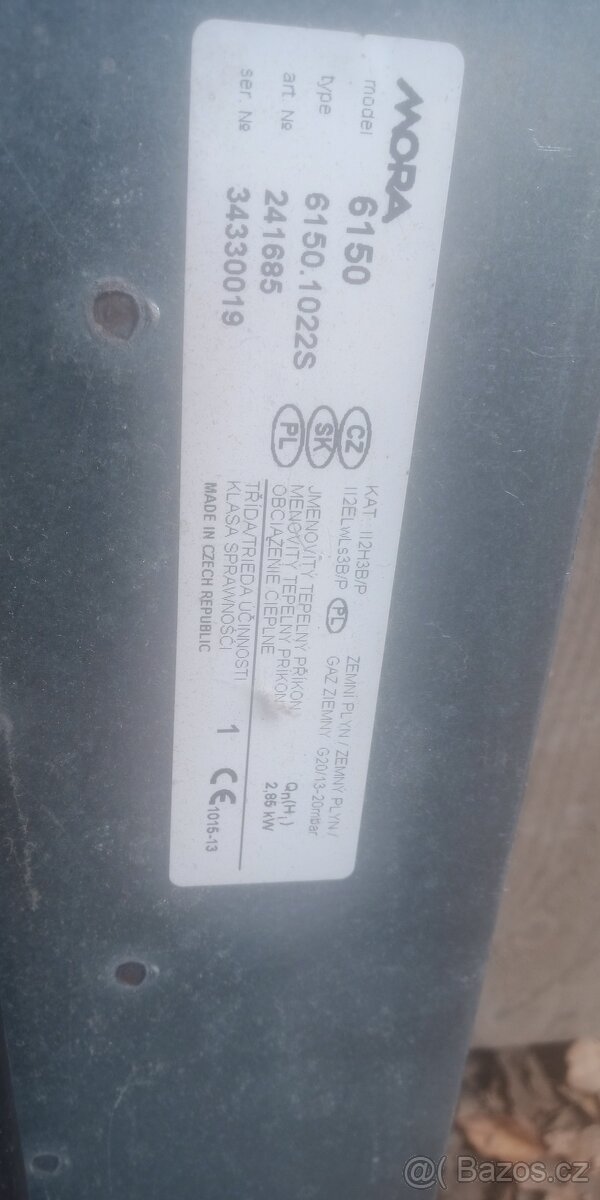 MORA
model 6150
type 6150.1022S
art. № 241685
ser. № 34330019
CZ
SK
PL
KAT: II2H3B/P
II2ELwLs3B/P PL
ZEMNÍ PLYN / ZEMNÝ PLYN /
GAZ ZIEMNY G20/13-20mbar
JMENOVITÝ TEPELNÝ PŘÍKON
MENOVITÝ TEPELNÝ PRÍKON
OBCIĄŻENIE CIEPLNE
Qn(Hi)
2,85 kW
TŘÍDA/TRIEDA ÚČINNOSTI
KLASA SPRAWNOŚCI
1
MADE IN CZECH REPUBLIC
CE 1015-13
@( Bazos.cz